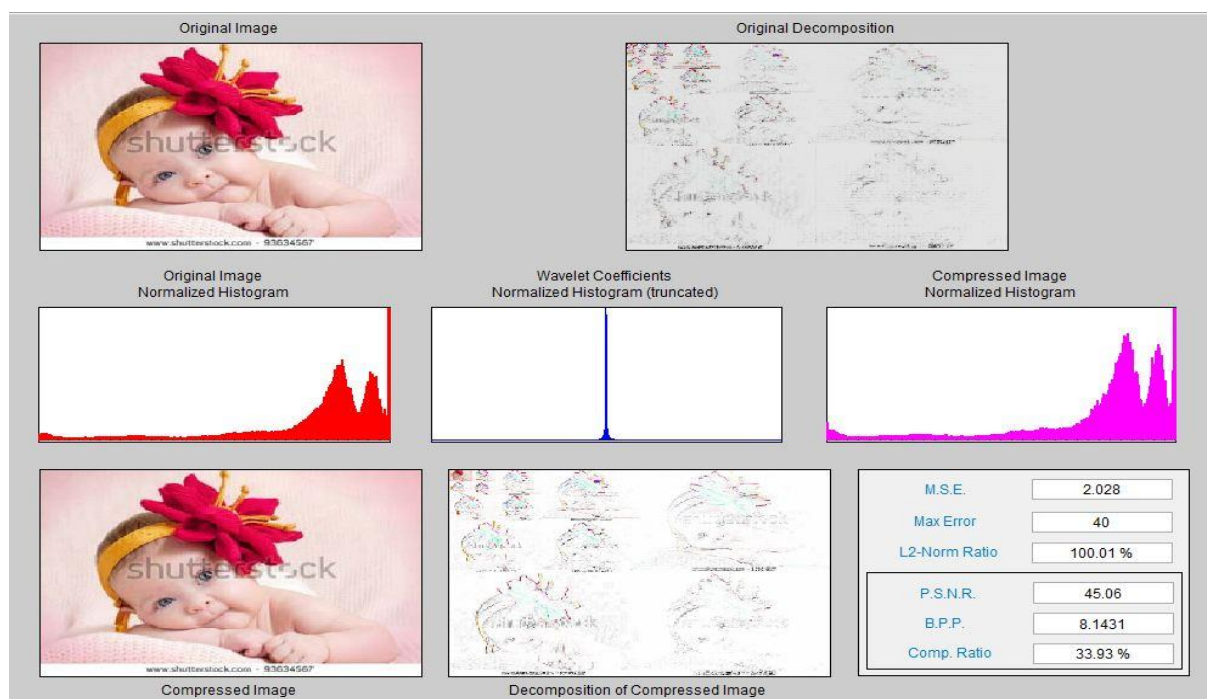 Original Image
Original Decomposition
shutterstock
www.shutterstock.com · 93634567
Original Image
Normalized Histogram
Wavelet Coefficients
Normalized Histogram (truncated)
Compressed Image
Normalized Histogram
shutterstock
www.shutterstock.com · 93634567
M.S.E.
2.028
Max Error
40
L2-Norm Ratio
100.01 %
P.S.N.R.
45.06
B.P.P.
8.1431
Comp. Ratio
33.93 %
Compressed Image
Decomposition of Compressed Image